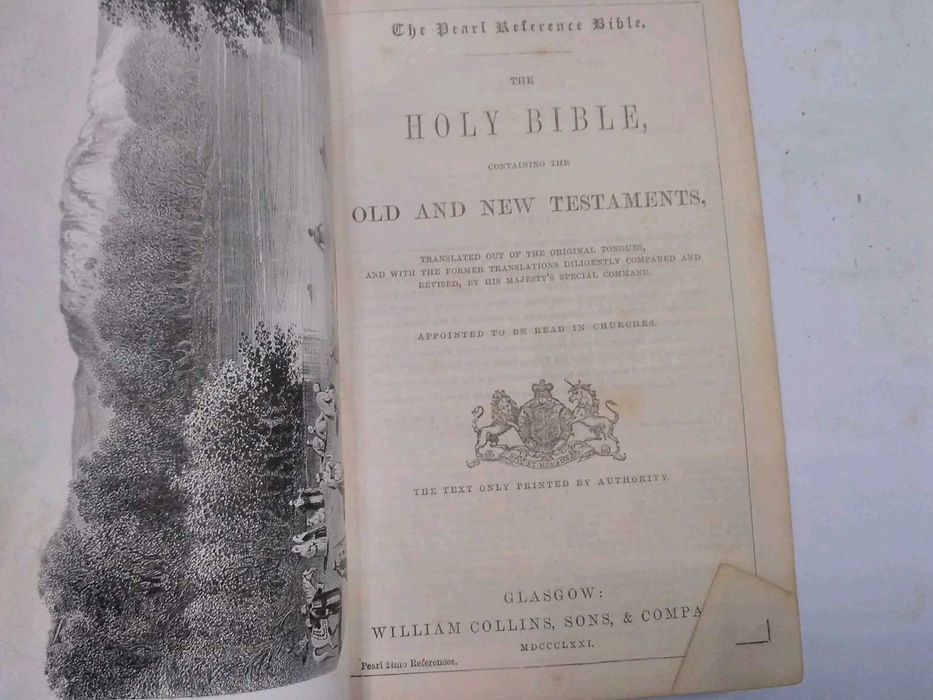 The Pearl Reference Bible.
THE
HOLY BIBLE,
CONTAINING THE
OLD AND NEW TESTAMENTS,
TRANSLATED OUT OF THE ORIGINAL TONGUES,
AND WITH THE FORMER TRANSLATIONS DILIGENTLY COMPARED AND
REVISED, BY HIS MAJESTY'S SPECIAL COMMAND.
APPOINTED TO BE READ IN CHURCHES.
THE TEXT ONLY PRINTED BY AUTHORITY.
GLASGOW:
WILLIAM COLLINS, SONS, & COMPA
MDCCCLXXI.
Pearl 24mo References.